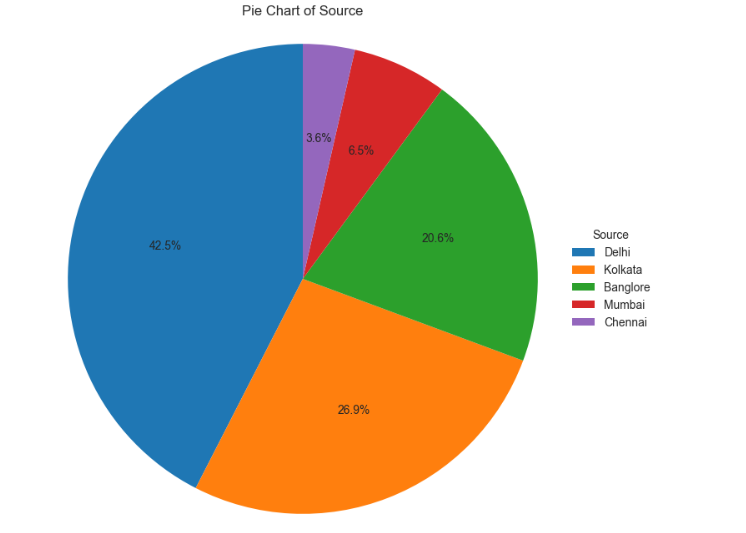 Pie Chart of Source
3.6%
6.5%
20.6%
42.5%
26.9%
Source
Delhi
Kolkata
Banglore
Mumbai
Chennai